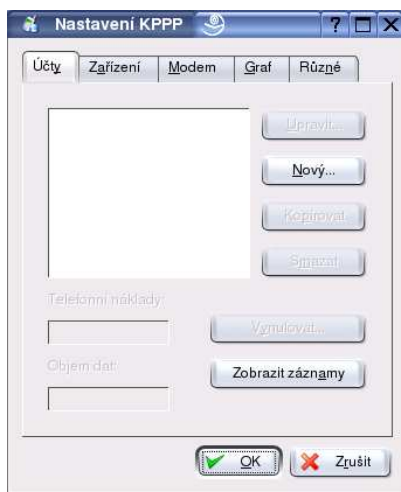 Nastavení KPPP
Účty
Zařízení
Modem
Graf
Různé
Upravit...
Nový...
Kopírovat
Smazat
Telefonní náklady:
Vynulovat...
Objem dat:
Zobrazit záznamy
OK
Zrušit